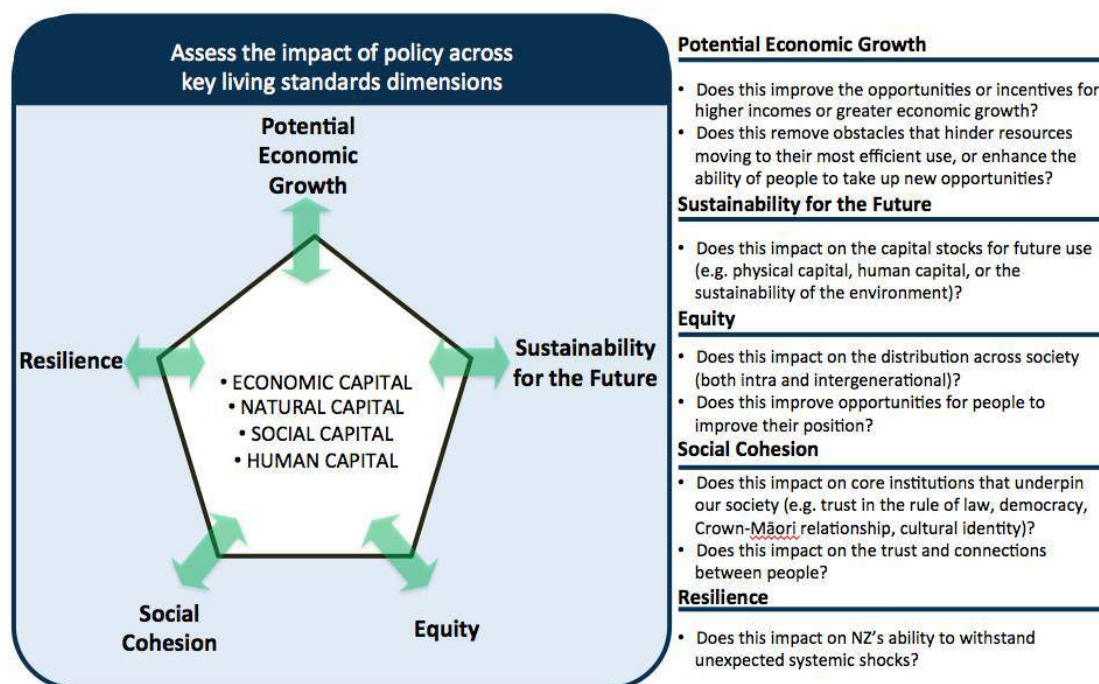 Assess the impact of policy across
key living standards dimensions
Potential
Economic
Growth
Resilience
Sustainability
for the Future
• ECONOMIC CAPITAL
• NATURAL CAPITAL
• SOCIAL CAPITAL
• HUMAN CAPITAL
Social
Cohesion
Equity
Potential Economic Growth
• Does this improve the opportunities or incentives for
higher incomes or greater economic growth?
• Does this remove obstacles that hinder resources
moving to their most efficient use, or enhance the
ability of people to take up new opportunities?
Sustainability for the Future
• Does this impact on the capital stocks for future use
(e.g. physical capital, human capital, or the
sustainability of the environment)?
Equity
• Does this impact on the distribution across society
(both intra and intergenerational)?
• Does this improve opportunities for people to
improve their position?
Social Cohesion
• Does this impact on core institutions that underpin
our society (e.g. trust in the rule of law, democracy,
Crown-Māori relationship, cultural identity)?
• Does this impact on the trust and connections
between people?
Resilience
• Does this impact on NZ's ability to withstand
unexpected systemic shocks?